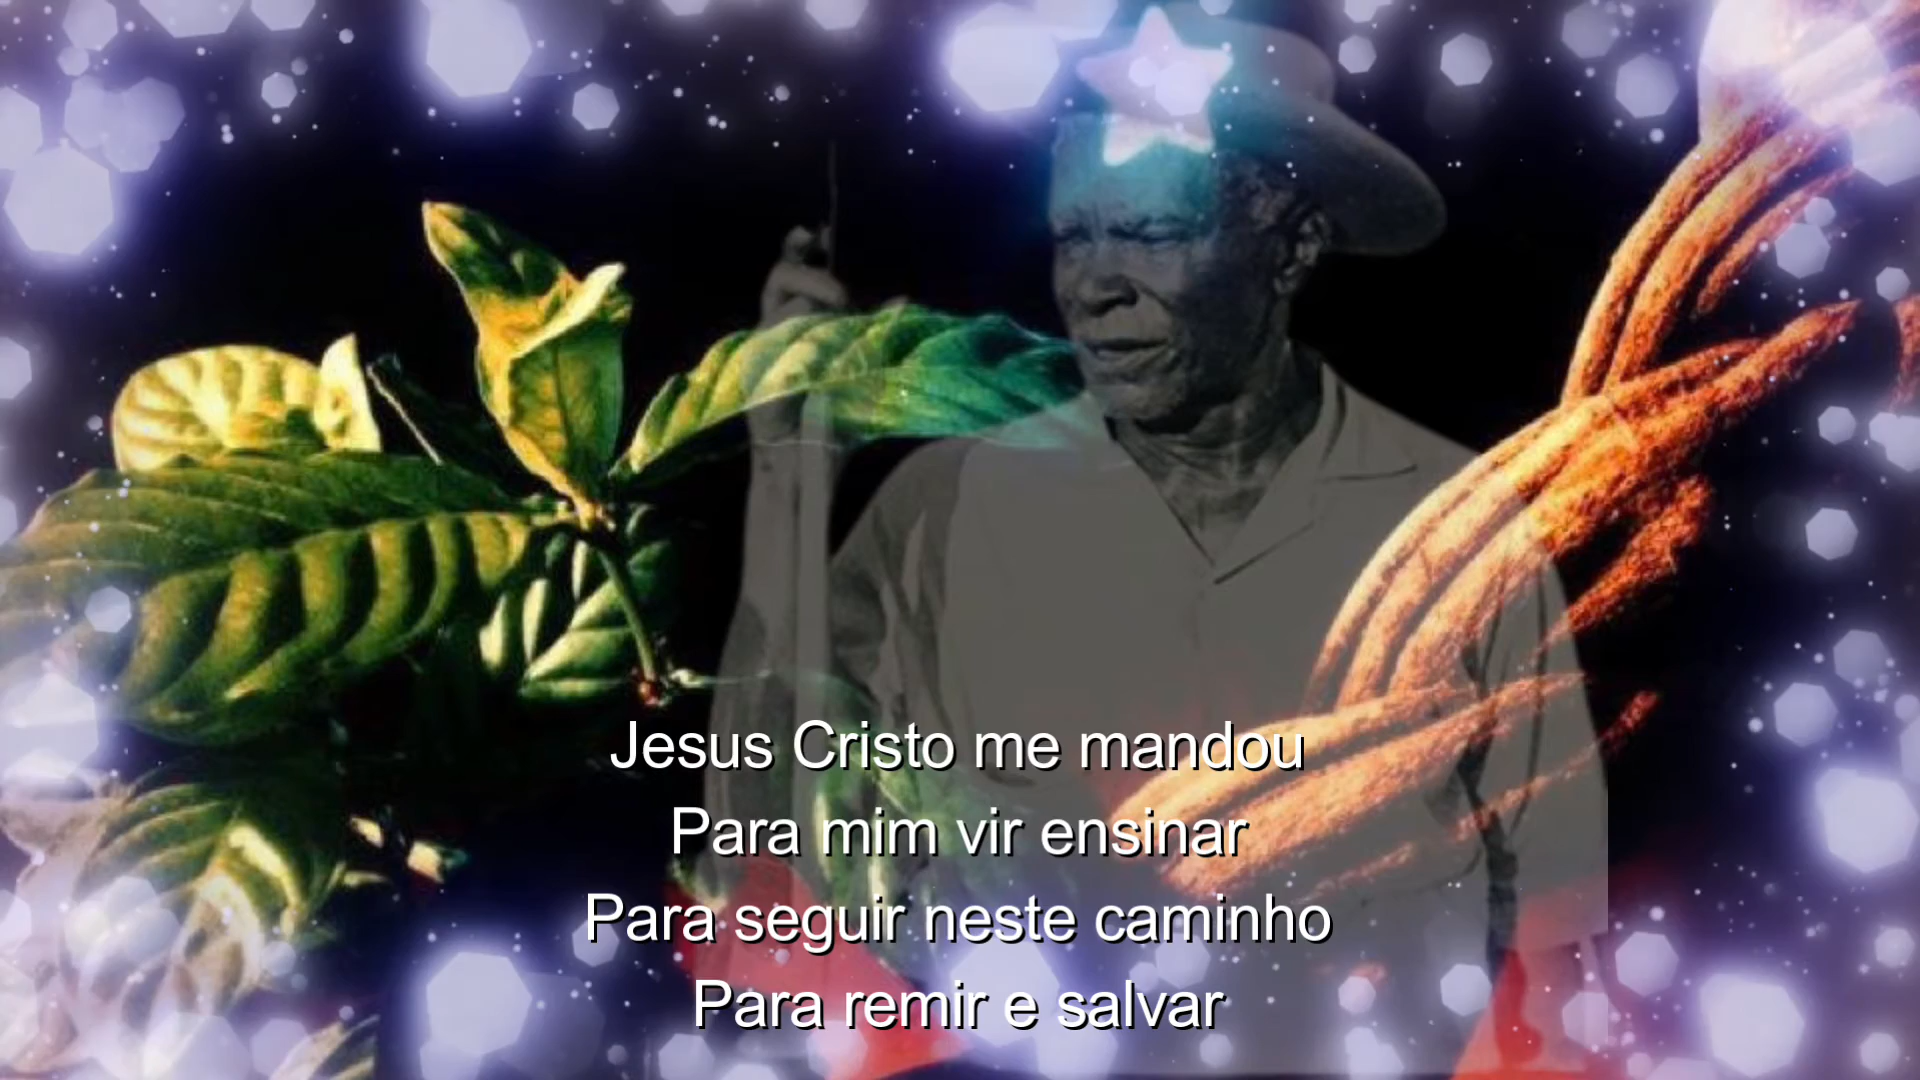 Jesus Cristo me mandou
Para mim vir ensinar
Para seguir neste caminho
Para remir e salvar